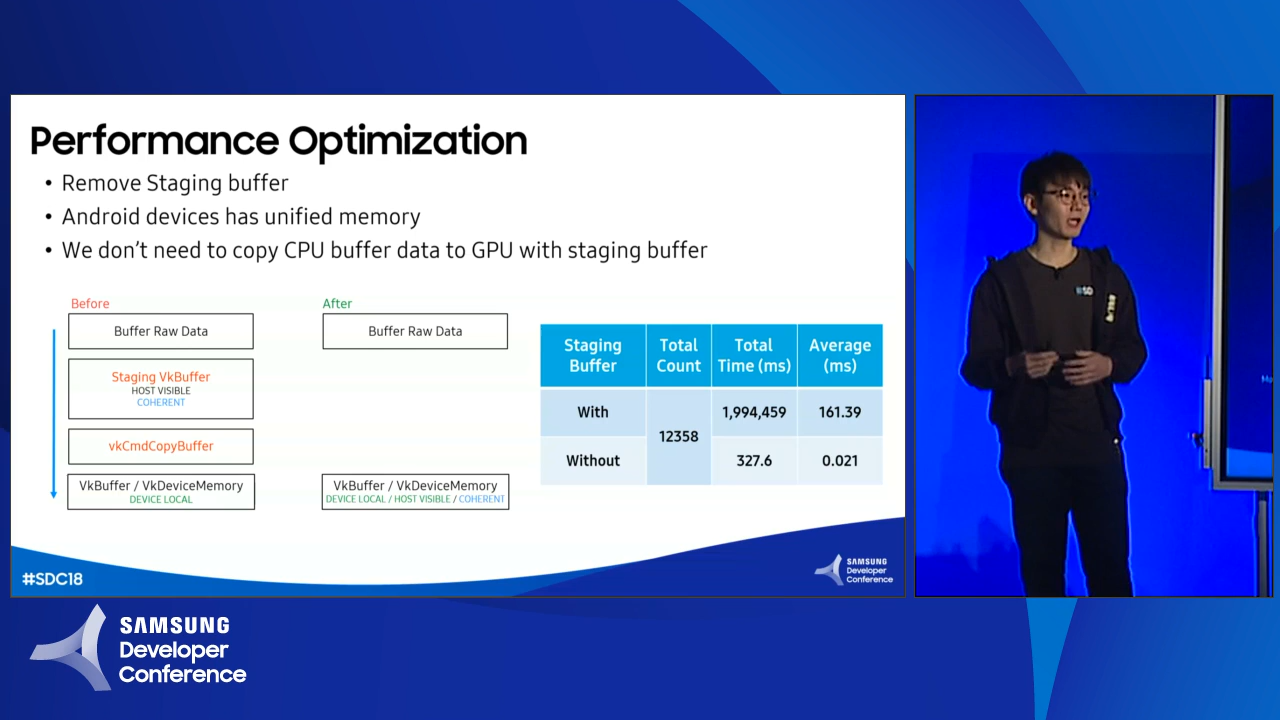 Performance Optimization
• Remove Staging buffer
• Android devices has unified memory
• We don't need to copy CPU buffer data to GPU with staging buffer
Before
Buffer Raw Data
Staging VkBuffer
HOST VISIBLE
COHERENT
vkCmdCopyBuffer
VkBuffer / VkDeviceMemory
DEVICE LOCAL
After
Buffer Raw Data
VkBuffer / VkDeviceMemory
DEVICE LOCAL / HOST VISIBLE / COHERENT
Staging Buffer Total Count Total Time (ms) Average (ms)
With 12358 1,994,459 161.39
Without 327.6 0.021
#SDC18
SAMSUNG
Developer
Conference
SAMSUNG
Developer
Conference